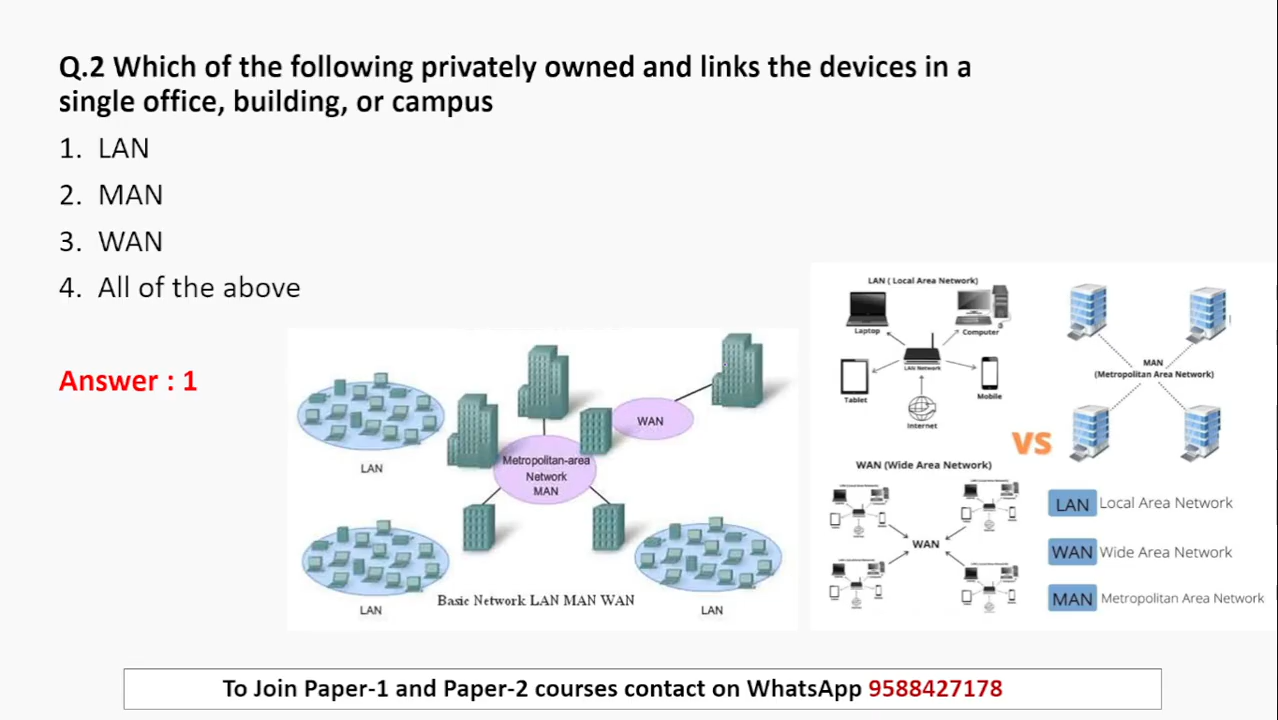 Q.2 Which of the following privately owned and links the devices in a
single office, building, or campus
1. LAN
2. MAN
3. WAN
4. All of the above
Answer : 1
LAN
WAN
Metropolitan-area
Network
MAN
LAN
LAN
Basic Network LAN MAN WAN
LAN ( Local Area Network)
Laptop
Computer
LAN Network
Tablet
Mobile
Internet
MAN
(Metropolitan Area Network)
VS
WAN (Wide Area Network)
WAN
LAN Local Area Network
WAN Wide Area Network
MAN Metropolitan Area Network
To Join Paper-1 and Paper-2 courses contact on WhatsApp 9588427178